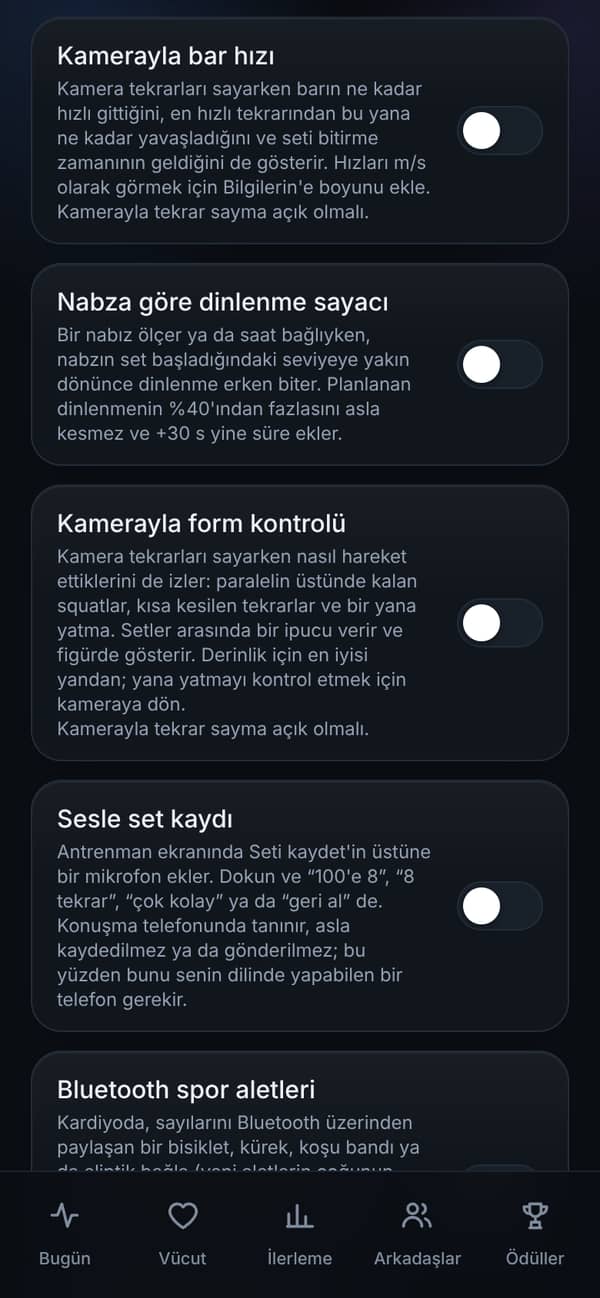 Kamerayla bar hızı
Kamera tekrarları sayarken barın ne kadar
hızlı gittiğini, en hızlı tekrarından bu yana
ne kadar yavaşladığını ve seti bitirme
zamanının geldiğini de gösterir. Hızları m/s
olarak görmek için Bilgilerin'e boyunu ekle.
Kamerayla tekrar sayma açık olmalı.
Nabza göre dinlenme sayacı
Bir nabız ölçer ya da saat bağlıyken,
nabzın set başladığındaki seviyeye yakın
dönünce dinlenme erken biter. Planlanan
dinlenmenin %40'ından fazlasını asla
kesmez ve +30 s yine süre ekler.
Kamerayla form kontrolü
Kamera tekrarları sayarken nasıl hareket
ettiklerini de izler: paralelin üstünde kalan
squatlar, kısa kesilen tekrarlar ve bir yana
yatma. Setler arasında bir ipucu verir ve
figürde gösterir. Derinlik için en iyisi
yandan; yana yatmayı kontrol etmek için
kameraya dön.
Kamerayla tekrar sayma açık olmalı.
Sesle set kaydı
Antrenman ekranında Seti kaydet'in üstüne
bir mikrofon ekler. Dokun ve “100'e 8”, “8
tekrar”, “çok kolay” ya da “geri al” de.
Konuşma telefonunda tanınır, asla
kaydedilmez ya da gönderilmez; bu
yüzden bunu senin dilinde yapabilen bir
telefon gerekir.
Bluetooth spor aletleri
Kardiyoda, sayılarını Bluetooth üzerinden
paylaşan bir bisiklet, kürek, koşu bandı ya
da eliptik bağla (yeni aletlerin çoğunun
Bugün
Vücut
İlerleme
Arkadaşlar
Ödüller